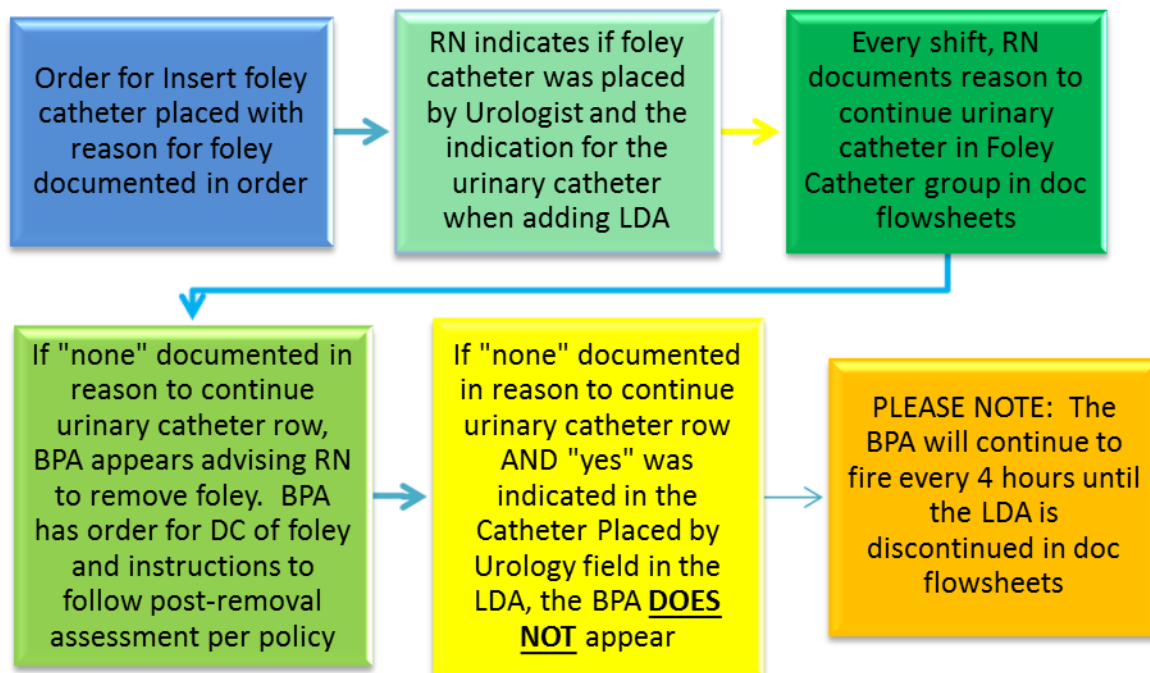 Order for Insert foley
catheter placed with
reason for foley
documented in order
RN indicates if foley
catheter was placed
by Urologist and the
indication for the
urinary catheter
when adding LDA
Every shift, RN
documents reason to
continue urinary
catheter in Foley
Catheter group in doc
flowsheets
If "none" documented in
reason to continue
urinary catheter row,
BPA appears advising RN
to remove foley.  BPA
has order for DC of foley
and instructions to
follow post-removal
assessment per policy
If "none" documented
in reason to continue
urinary catheter row
AND "yes" was
indicated in the
Catheter Placed by
Urology field in the
LDA, the BPA DOES
NOT appear
PLEASE NOTE:  The
BPA will continue to
fire every 4 hours until
the LDA is
discontinued in doc
flowsheets